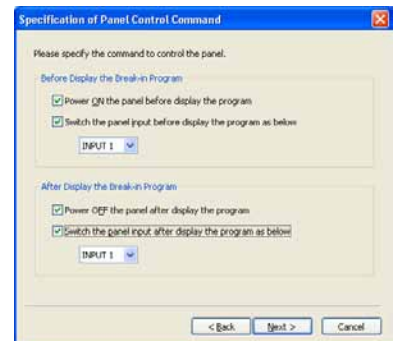 Specification of Panel Control Command
Please specify the command to control the panel.
Before Display the Break-in Program
Power ON the panel before display the program
Switch the panel input before display the program as below
INPUT 1
After Display the Break-in Program
Power OFF the panel after display the program
Switch the panel input after display the program as below
INPUT 1
< Back Next > Cancel